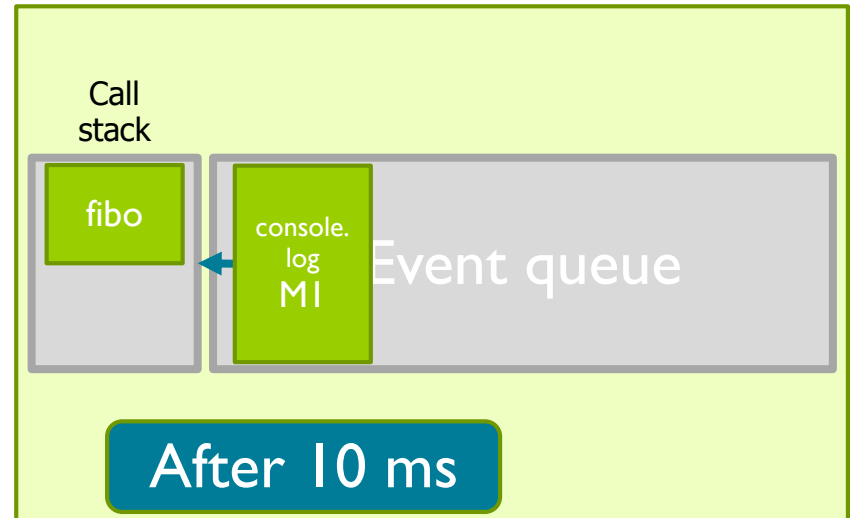 Call
stack
fibo
console.
log
M1
Event queue
After 10 ms